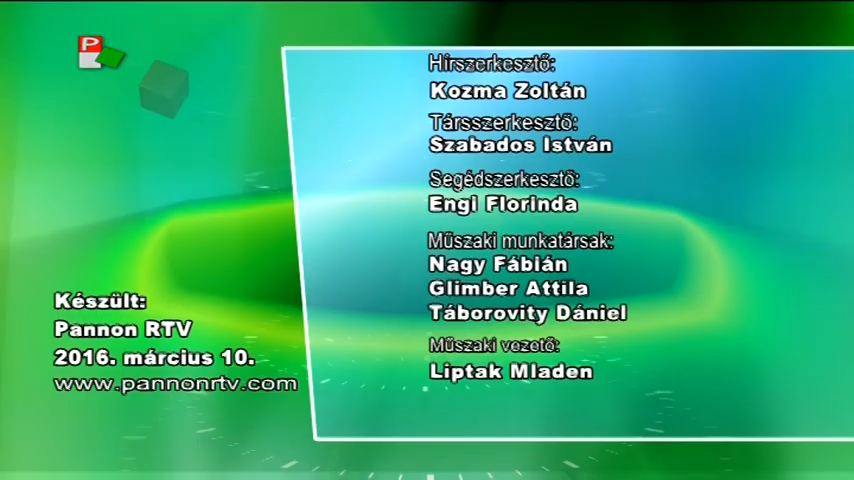 P
Hírszerkesztő:
Kozma Zoltán
Társszerkesztő:
Szabados István
Segédszerkesztő:
Engi Florinda
Műszaki munkatársak:
Nagy Fábián
Glimber Attila
Táborovity Dániel
Műszaki vezető:
Liptak Mladen
Készült:
Pannon RTV
2016. március 10.
www.pannonrtv.com